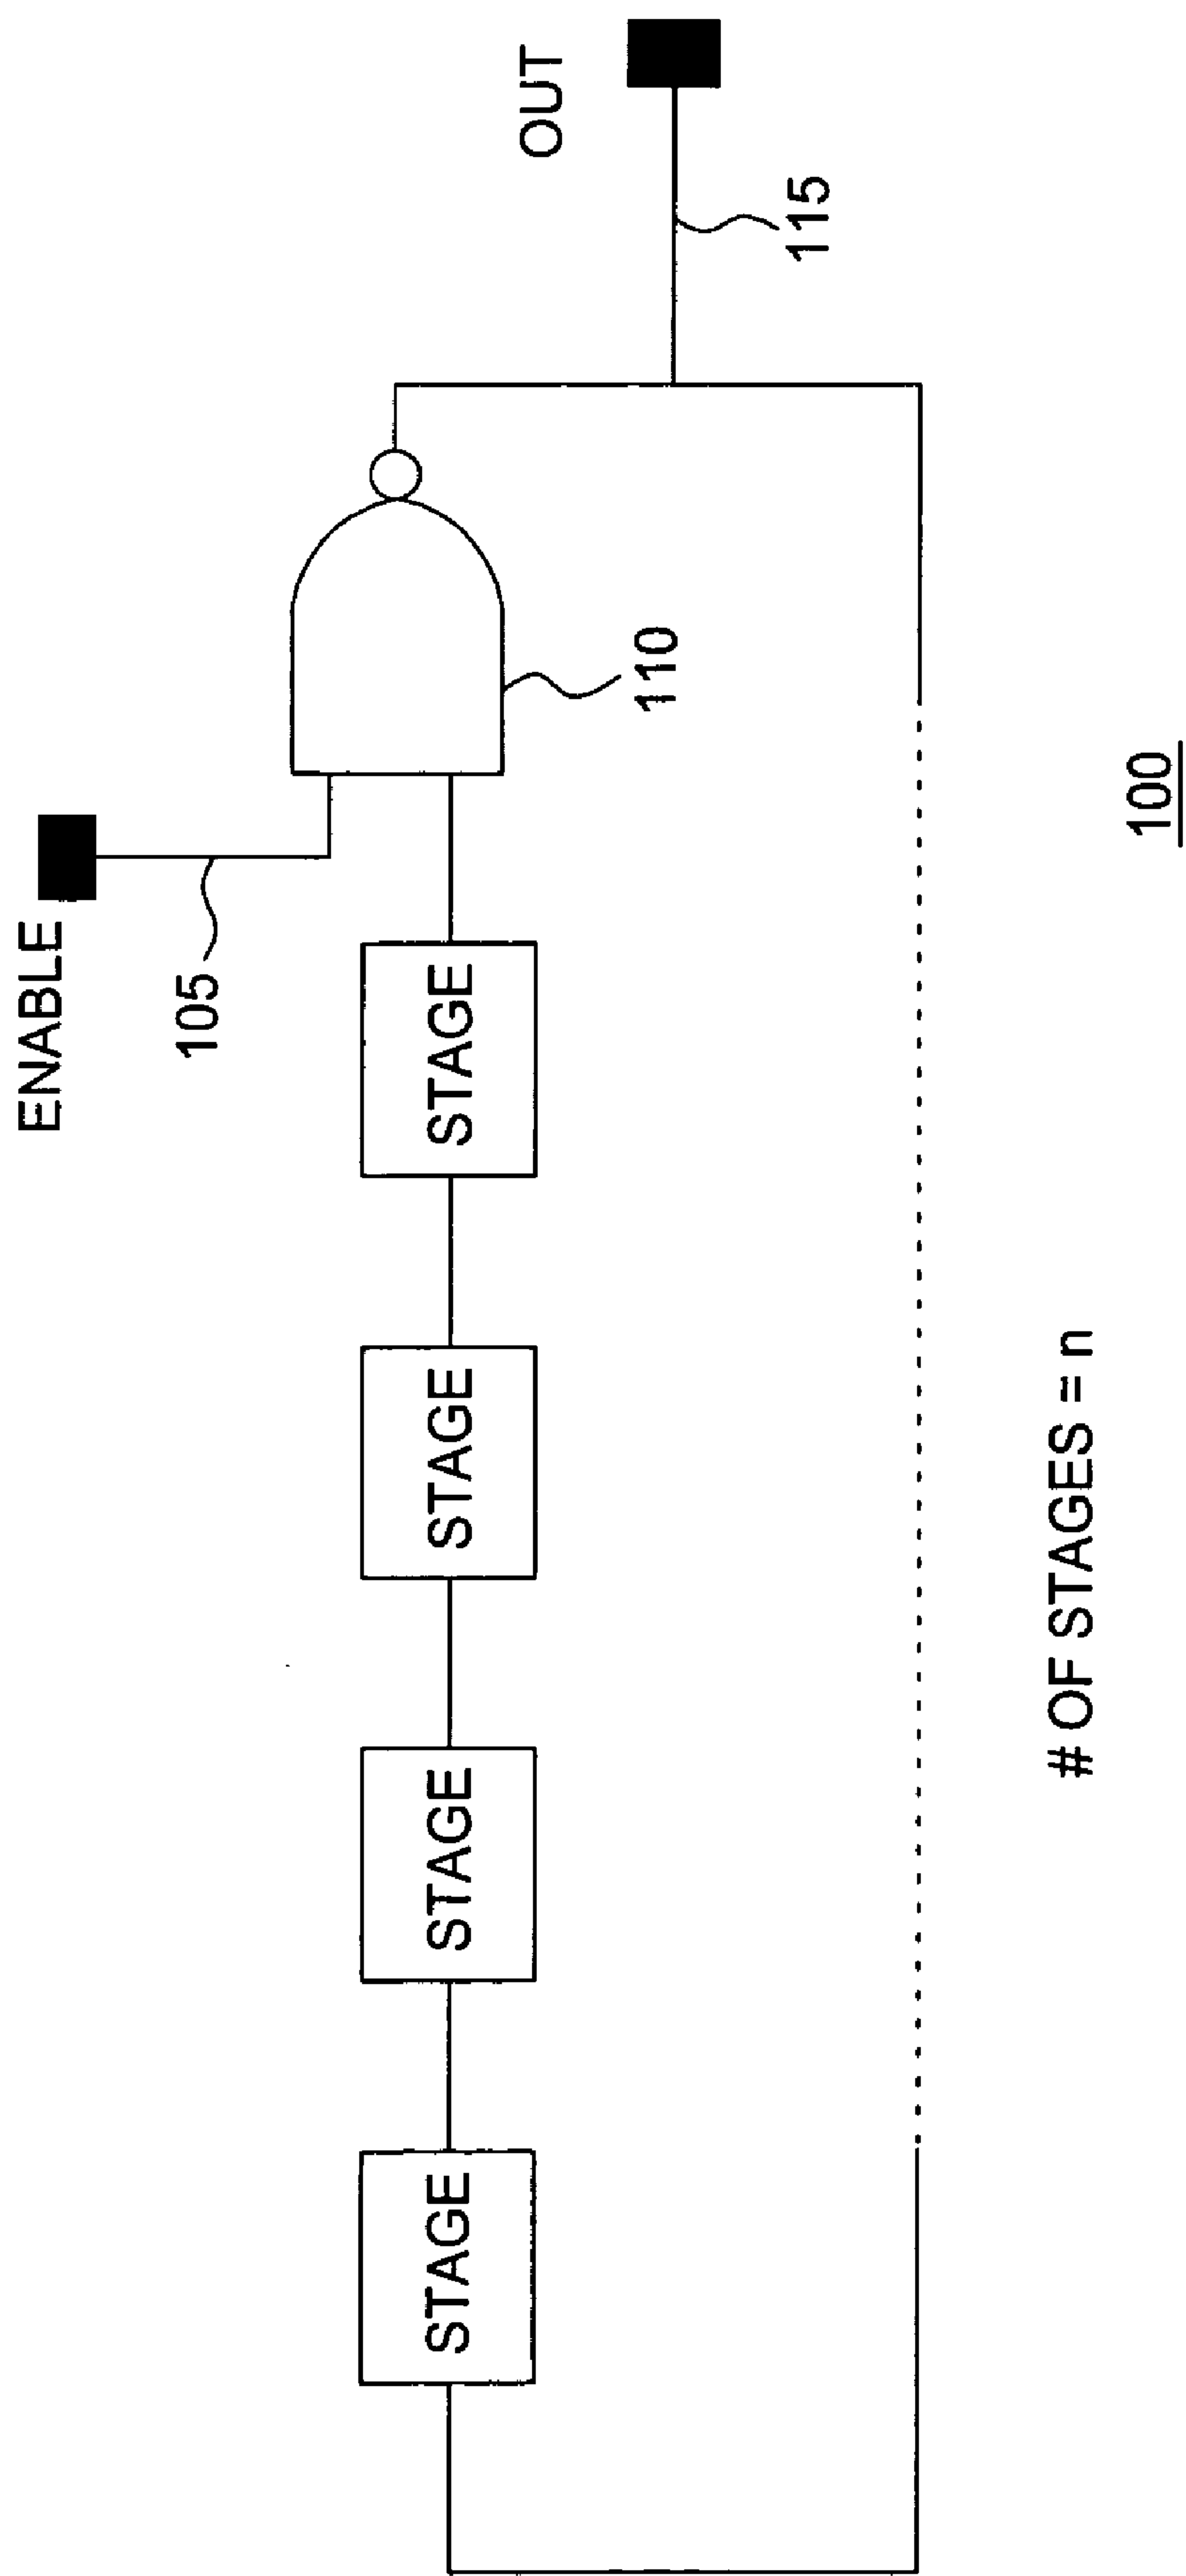 ENABLE
OUT
105
STAGE
STAGE
STAGE
STAGE
110
115
# OF STAGES = n
100